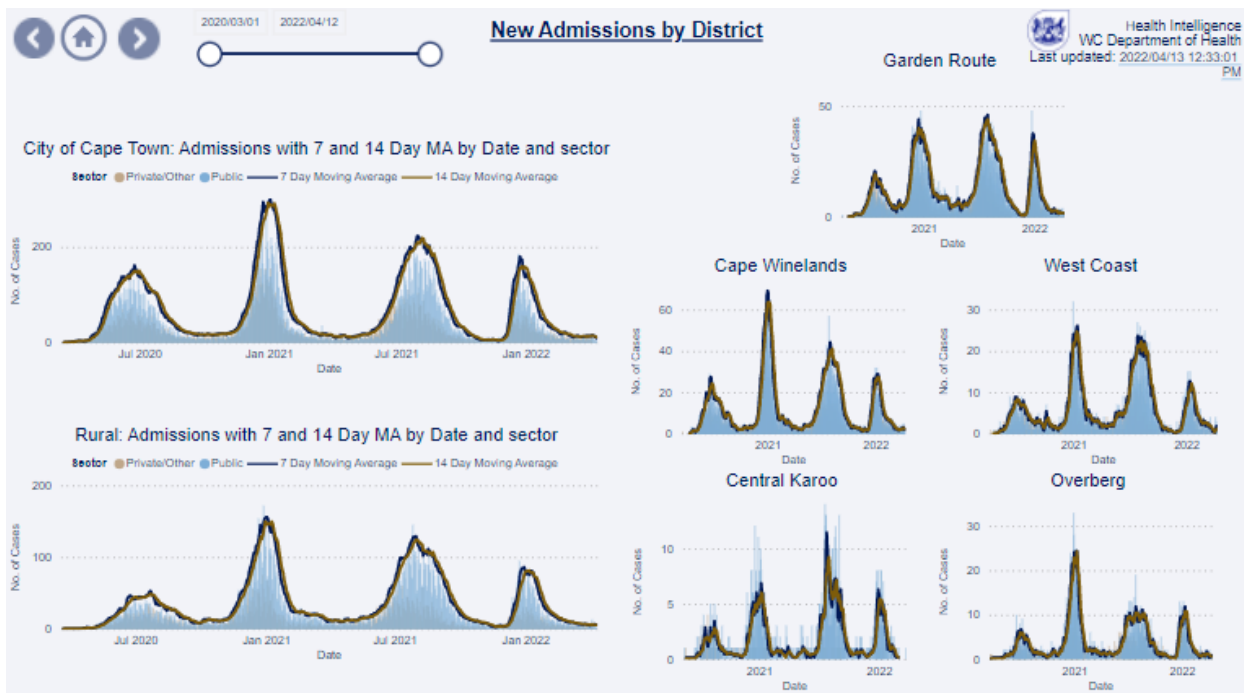 2020/03/01 2022/04/12
New Admissions by District
Health Intelligence
WC Department of Health
Last updated: 2022/04/13 12:33:01
PM
Garden Route
50
0
No. of Cases
2021 2022
Date
City of Cape Town: Admissions with 7 and 14 Day MA by Date and sector
Sector Private/Other Public 7 Day Moving Average 14 Day Moving Average
200
0
No. of Cases
Jul 2020 Jan 2021 Jul 2021 Jan 2022
Date
Cape Winelands
60
40
20
0
No. of Cases
2021 2022
Date
West Coast
30
20
10
0
No. of Cases
2021 2022
Date
Rural: Admissions with 7 and 14 Day MA by Date and sector
Sector Private/Other Public 7 Day Moving Average 14 Day Moving Average
200
100
0
No. of Cases
Jul 2020 Jan 2021 Jul 2021 Jan 2022
Date
Central Karoo
10
5
0
No. of Cases
2021 2022
Date
Overberg
30
20
10
0
No. of Cases
2021 2022
Date